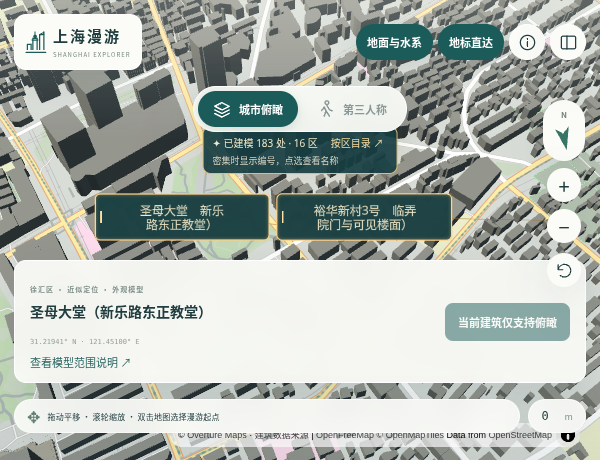 上海漫游
SHANGHAI EXPLORER
地面与水系
地标直达
城市俯瞰
第三人称
✦ 已建模 183 处 · 16 区 按区目录 ↗
密集时显示编号，点选查看名称
N
圣母大堂 新乐
路东正教堂）
裕华新村3号 临弄
院门与可见楼面）
+
−
徐汇区 · 近似定位 · 外观模型
圣母大堂（新乐路东正教堂）
当前建筑仅支持俯瞰
31.21941° N · 121.45100° E
查看模型范围说明 ↗
拖动平移 · 滚轮缩放 · 双击地图选择漫游起点
0 m
© Overture Maps · 建筑数据来源 | OpenFreeMap © OpenMapTiles Data from OpenStreetMap